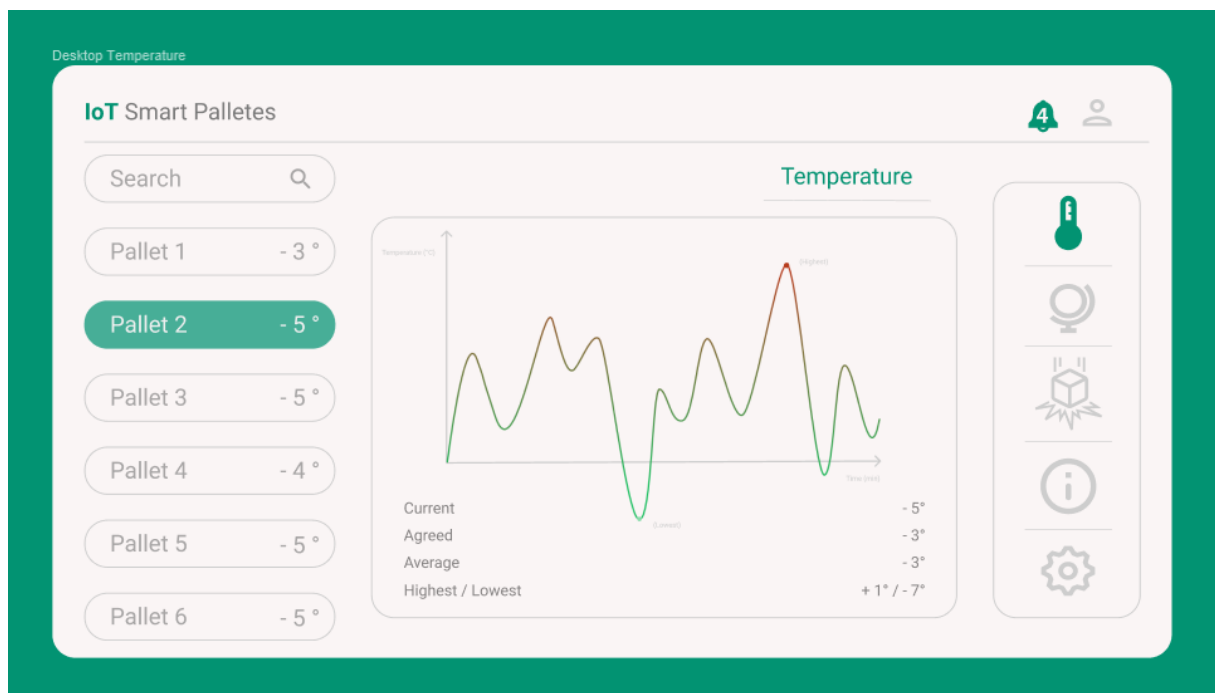 Desktop Temperature
IoT Smart Palletes
4
Search
Pallet 1 - 3 °
Pallet 2 - 5 °
Pallet 3 - 5 °
Pallet 4 - 4 °
Pallet 5 - 5 °
Pallet 6 - 5 °
Temperature
Temperature (°C)
(Highest)
(Lowest)
Time (min)
Current - 5°
Agreed - 3°
Average - 3°
Highest / Lowest + 1° / - 7°